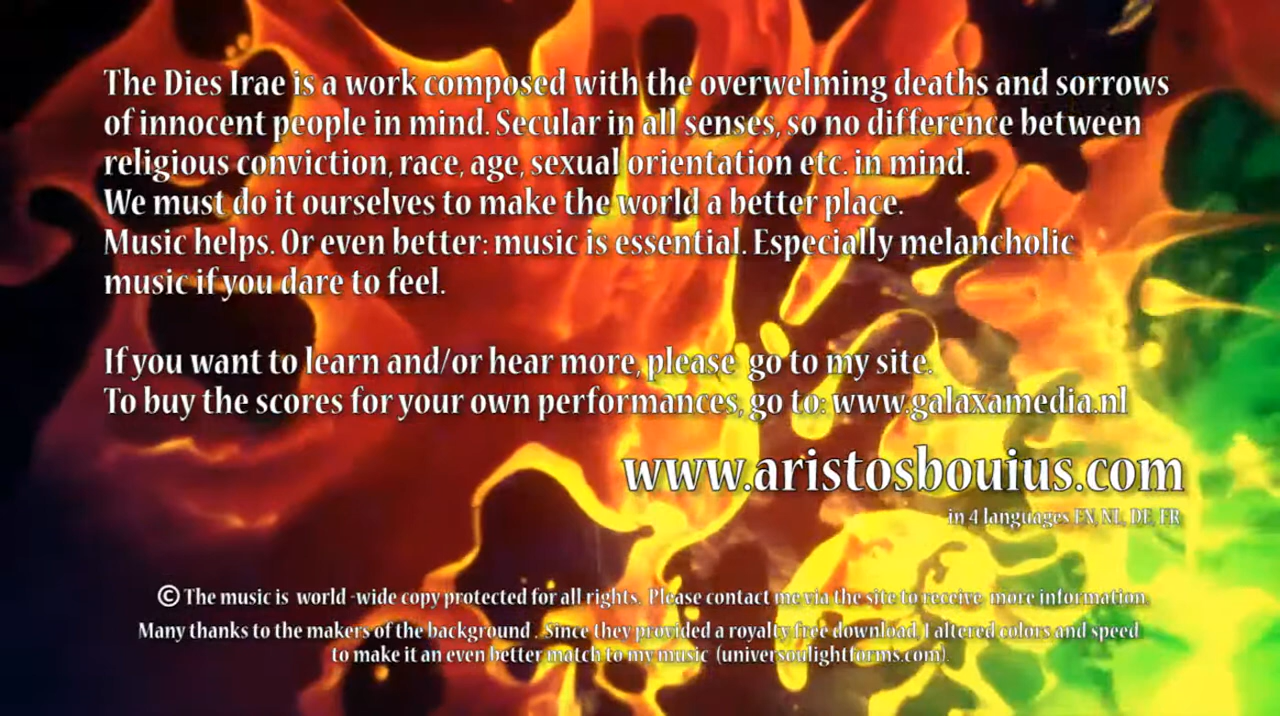 The Dies Irae is a work composed with the overwelming deaths and sorrows
of innocent people in mind. Secular in all senses, so no difference between
religious conviction, race, age, sexual orientation etc. in mind.
We must do it ourselves to make the world a better place.
Music helps. Or even better: music is essential. Especially melancholic
music if you dare to feel.
If you want to learn and/or hear more, please go to my site.
To buy the scores for your own performances, go to: www.galaxamedia.nl
www.aristosbouius.com
in 4 languages EN, NL, DE, FR
© The music is world -wide copy protected for all rights. Please contact me via the site to receive more information.
Many thanks to the makers of the background . Since they provided a royalty free download, I altered colors and speed
to make it an even better match to my music (universoulightforms.com).